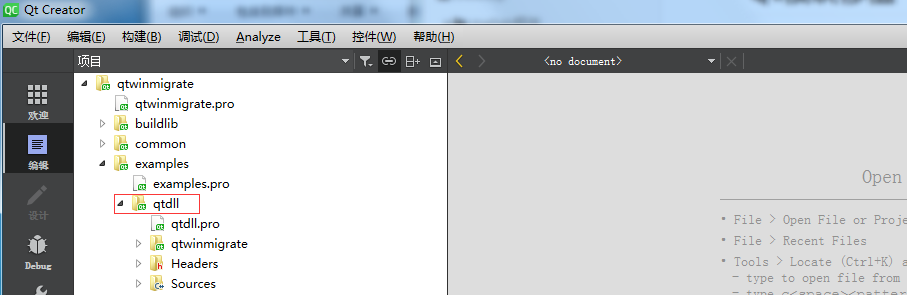 Qt Creator
文件(F) 编辑(E) 构建(B) 调试(D) Analyze 工具(T) 控件(W) 帮助(H)
项目 <no document>
qtwinmigrate
qtwinmigrate.pro
欢迎 buildlib
common
examples
编辑 examples.pro
Open
qtdll
设计 qtdll.pro
• File > Open File or Proje
qtwinmigrate
• File > Recent Files
Debug Headers
• Tools > Locate (Ctrl+K) a
Sources
- type to open file from
- type c<space><patter